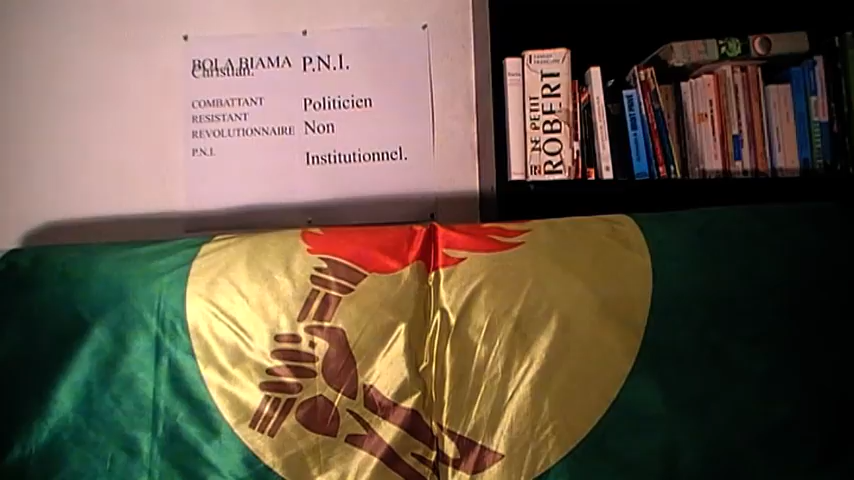 BOLA BIAMA P.N.I.
Christian.
COMBATTANT Politicien
RESISTANT
REVOLUTIONNAIRE Non
P.N.I.
Institutionnel.
LE PETIT
ROBERT